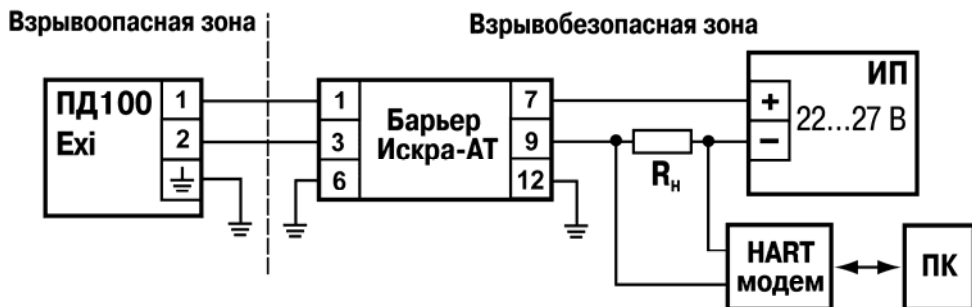 Взрывоопасная зона
Взрывобезопасная зона
ПД100
Exi
1
2
1
3
6
Барьер
Искра-АТ
7
9
12
Rн
ИП
+
22...27 В
−
HART
модем
ПК